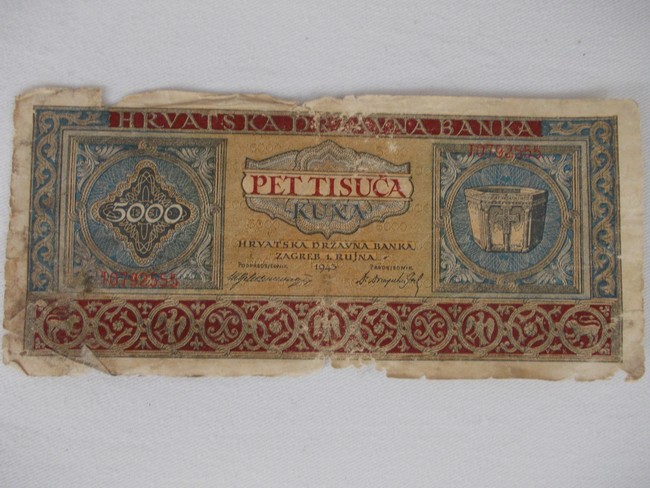 HRVATSKA DRŽAVNA BANKA
5000
PET TISUĆA
KUNA
HRVATSKA DRŽAVNA BANKA
ZAGREB 1. RUJNA
1943